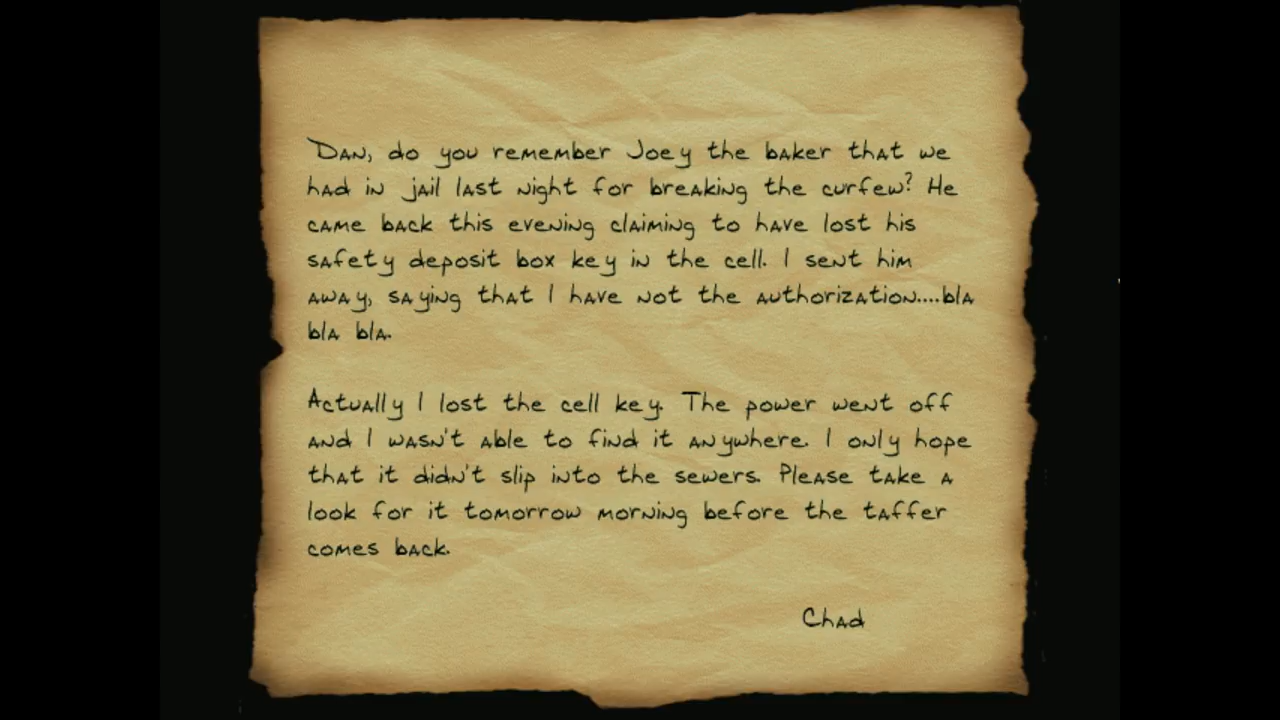 Dan, do you remember Joey the baker that we
had in jail last night for breaking the curfew? He
came back this evening claiming to have lost his
safety deposit box key in the cell. I sent him
away, saying that I have not the authorization....bla
bla bla.
Actually I lost the cell key. The power went off
and I wasn't able to find it anywhere. I only hope
that it didn't slip into the sewers. Please take a
look for it tomorrow morning before the taffer
comes back.
Chad